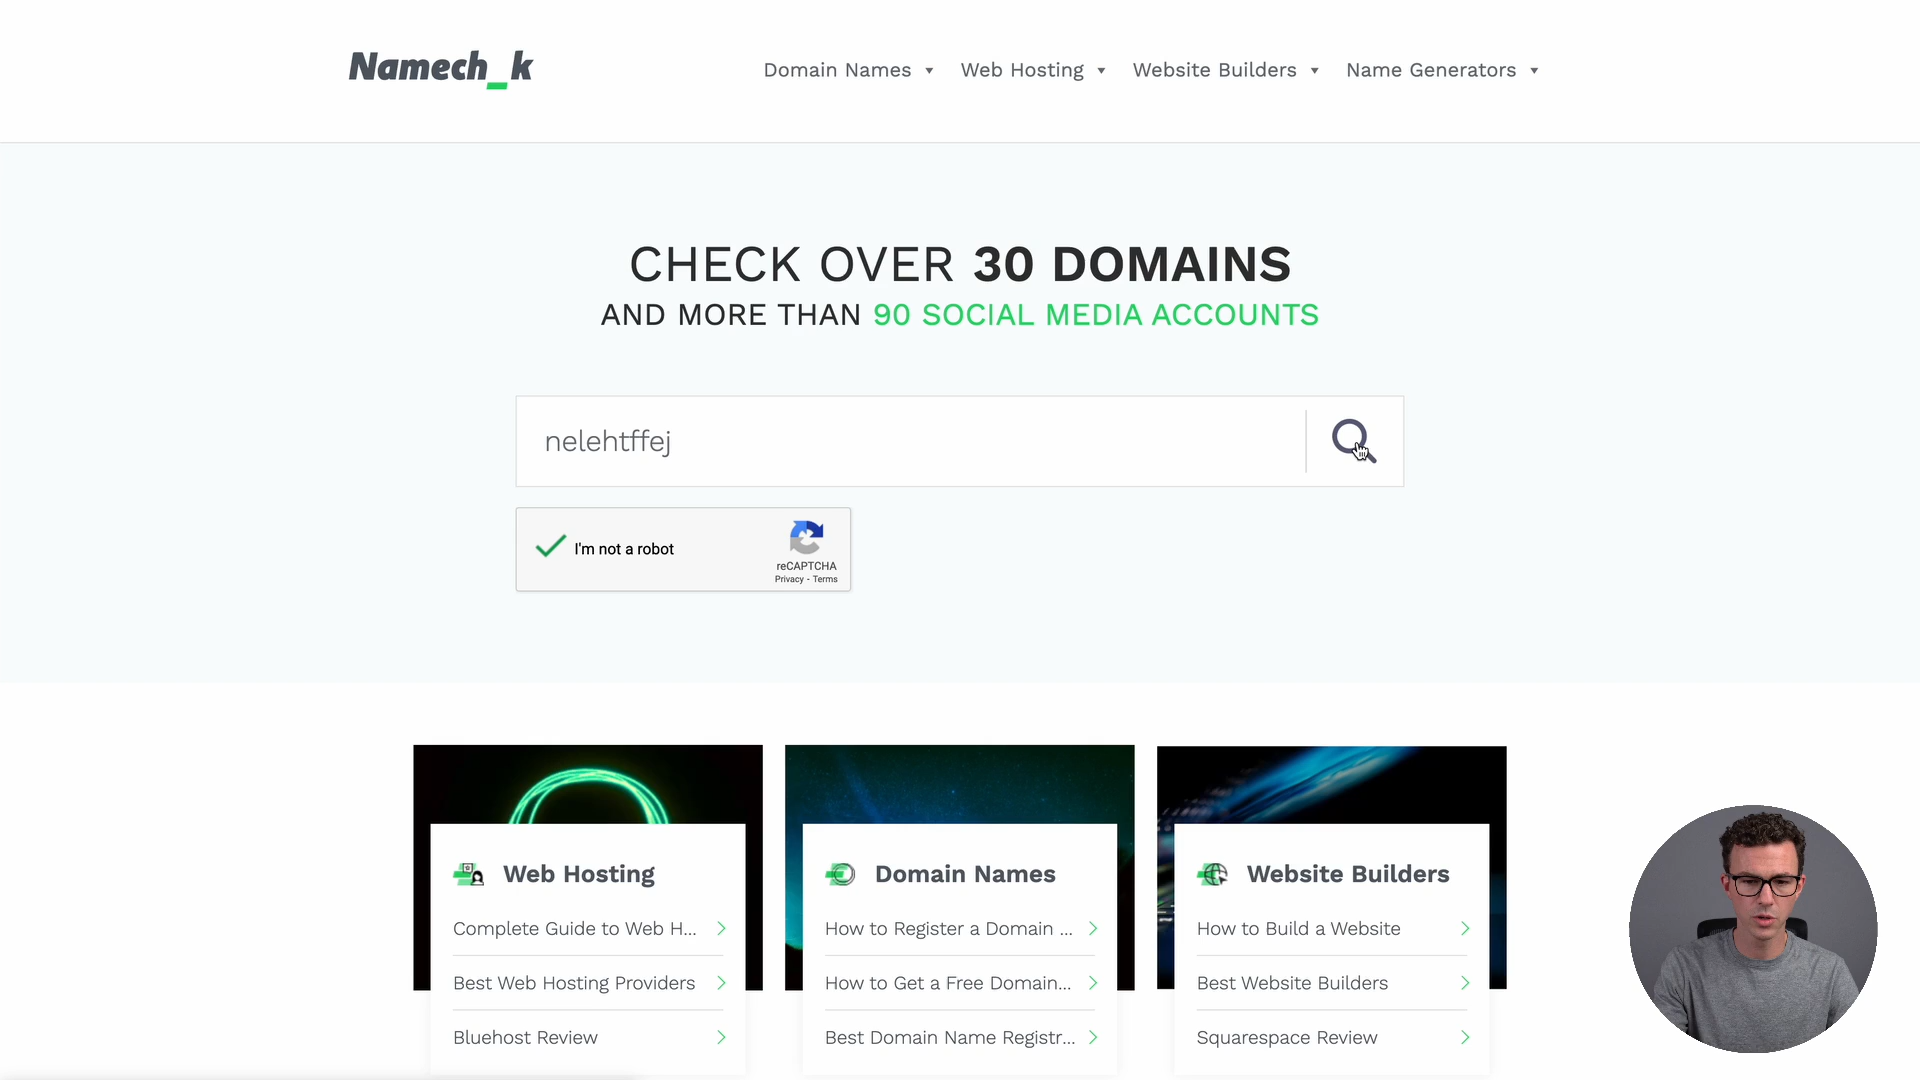 Namech_k
Domain Names ▾ Web Hosting ▾ Website Builders ▾ Name Generators ▾
CHECK OVER 30 DOMAINS
AND MORE THAN 90 SOCIAL MEDIA ACCOUNTS
nelehtffej
I'm not a robot
reCAPTCHA
Privacy - Terms
Web Hosting
Complete Guide to Web H...
Best Web Hosting Providers
Bluehost Review
Domain Names
How to Register a Domain ...
How to Get a Free Domain...
Best Domain Name Registr...
Website Builders
How to Build a Website
Best Website Builders
Squarespace Review